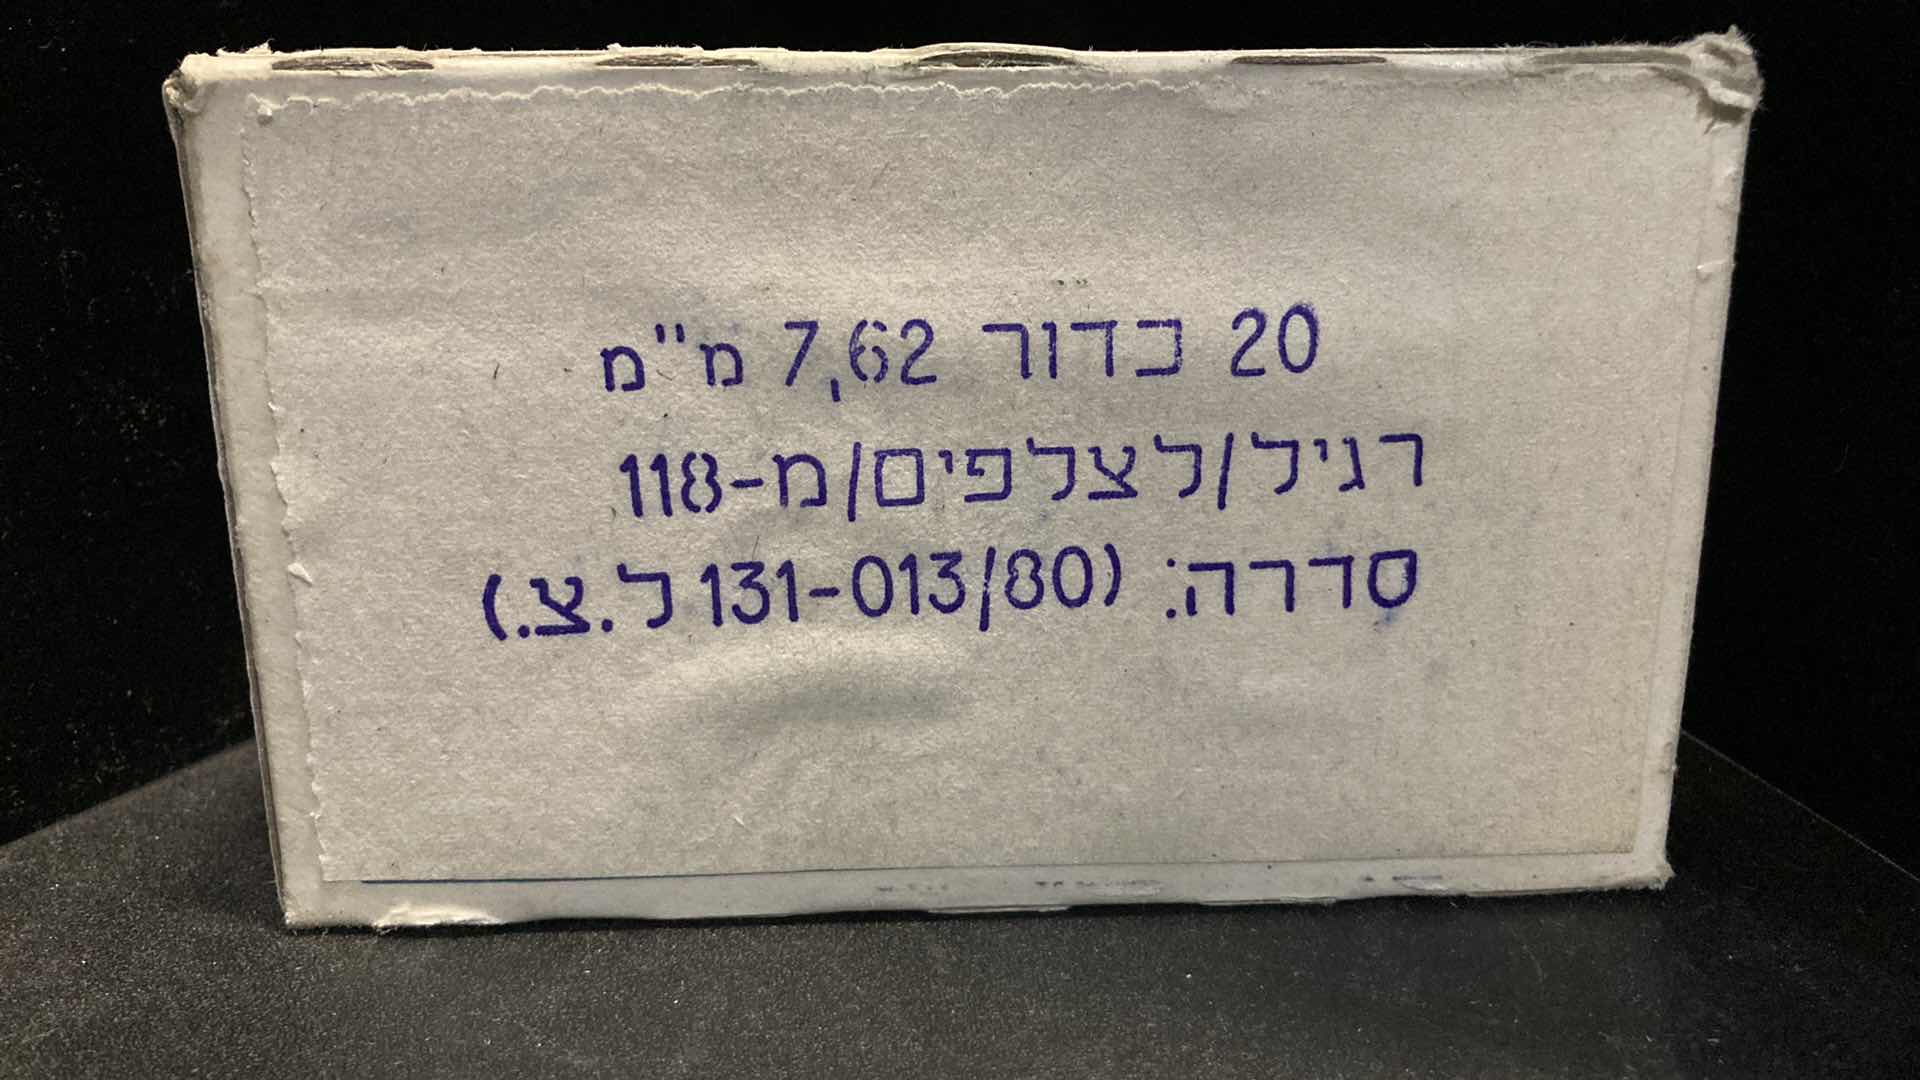 20 כדור 7,62 מ"מ
רגיל/לצלפים/מ-118
סדרה: (131-013/80 ל.צ.)